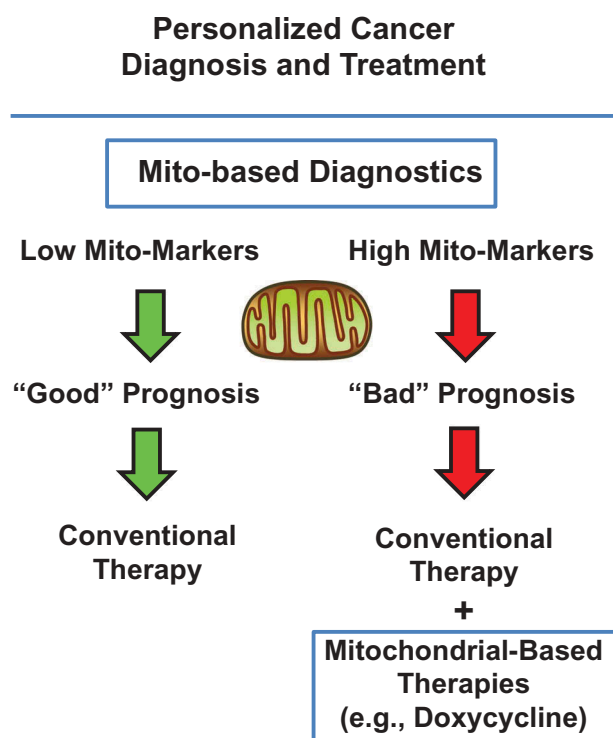 Personalized Cancer
Diagnosis and Treatment
Mito-based Diagnostics
Low Mito-Markers
High Mito-Markers
“Good” Prognosis
“Bad” Prognosis
Conventional
Therapy
Conventional
Therapy
+
Mitochondrial-Based
Therapies
(e.g., Doxycycline)